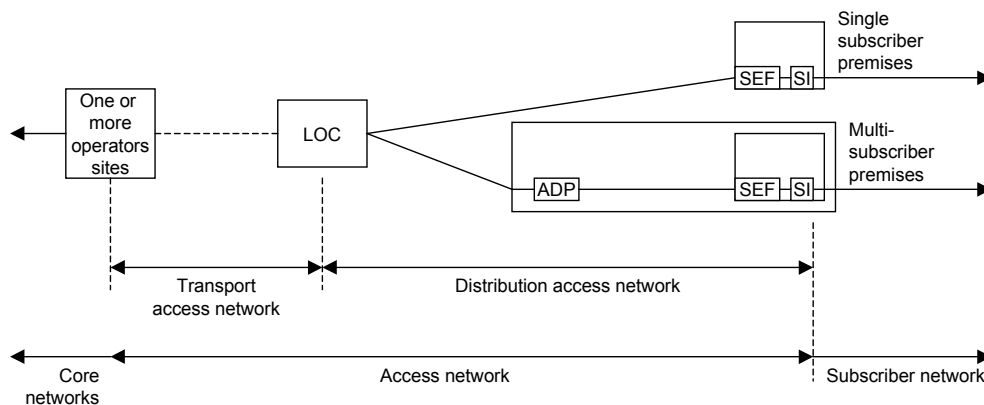 Single
subscriber
premises
SEF
SI
One or
more
operators
sites
LOC
Multi-
subscriber
premises
ADP
SEF
SI
Transport
access network
Distribution access network
Core
networks
Access network
Subscriber network